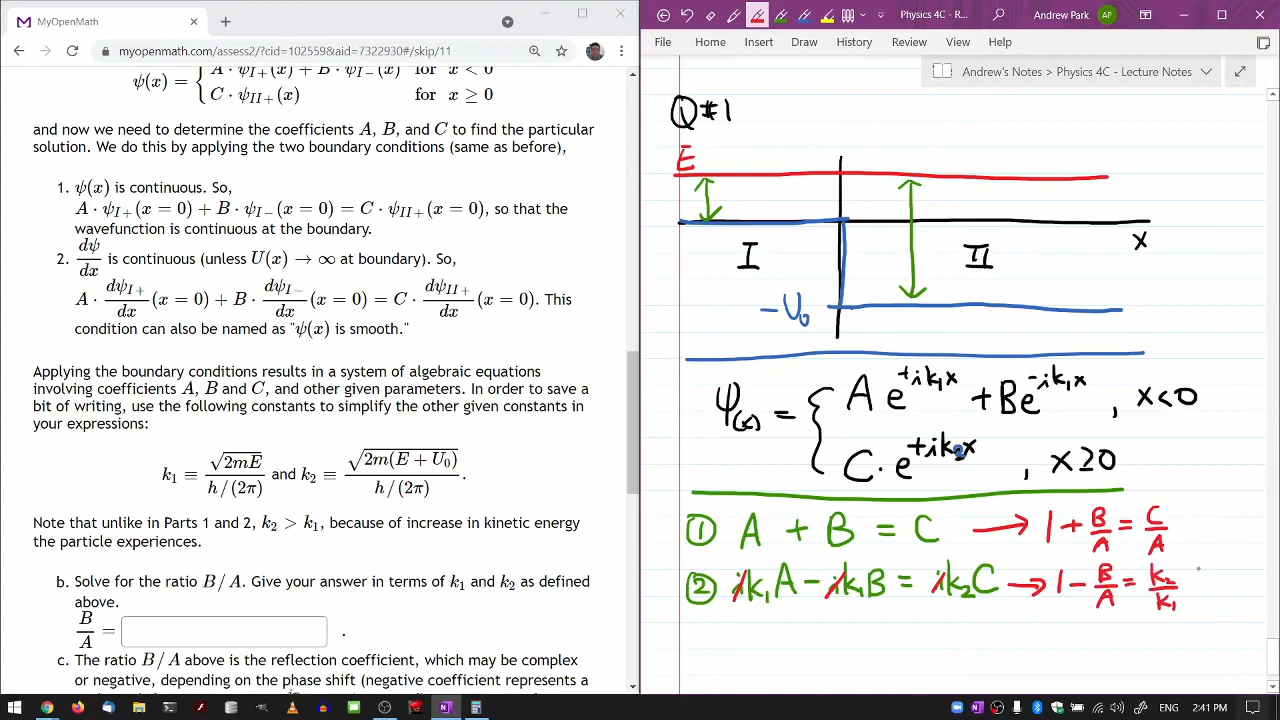 MyOpenMath
myopenmath.com/assess2/?cid=102559&aid=7322930#/skip/11
ψ(x) = { A · ψI+(x) + B · ψI−(x) for x < 0
C · ψII+(x) for x ≥ 0
and now we need to determine the coefficients A, B, and C to find the particular
solution. We do this by applying the two boundary conditions (same as before),
1. ψ(x) is continuous. So,
A · ψI+(x = 0) + B · ψI−(x = 0) = C · ψII+(x = 0), so that the
wavefunction is continuous at the boundary.
2. dψ/dx is continuous (unless U(x) → ∞ at boundary). So,
A · dψI+/dx (x = 0) + B · dψI−/dx (x = 0) = C · dψII+/dx (x = 0). This
condition can also be named as "ψ(x) is smooth."
Applying the boundary conditions results in a system of algebraic equations
involving coefficients A, B and C, and other given parameters. In order to save a
bit of writing, use the following constants to simplify the other given constants in
your expressions:
k1 ≡ √2mE / h/(2π) and k2 ≡ √2m(E + U0) / h/(2π).
Note that unlike in Parts 1 and 2, k2 > k1, because of increase in kinetic energy
the particle experiences.
b. Solve for the ratio B/A. Give your answer in terms of k1 and k2 as defined
above.
B/A = .
c. The ratio B/A above is the reflection coefficient, which may be complex
or negative, depending on the phase shift (negative coefficient represents a
Physics 4C - R...
Andrew Park
AP
File Home Insert Draw History Review View Help
Andrew's Notes > Physics 4C - Lecture Notes
Q#1
E
x
I
II
−U0
ψ(x) = { A e^+ik1x + B e^−ik1x , x<0
C · e^+ik2x , x≥0
① A + B = C → 1 + B/A = C/A
② ik1A − ik1B = ik2C → 1 − B/A = k2/k1
2:41 PM